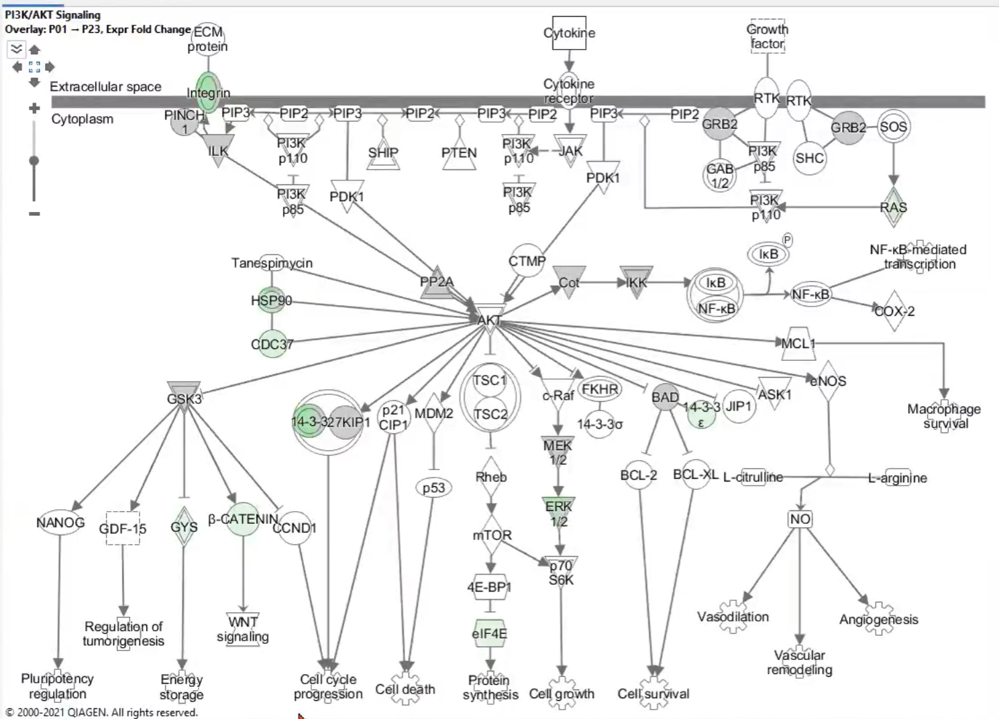 PI3K/AKT Signaling
Overlay: P01 → P23, Expr Fold Change
ECM
protein
Cytokine
Growth
factor
Extracellular space
Integrin
Cytokine
receptor
RTK
RTK
Cytoplasm
PINCH
1
PIP3
PIP2
PIP3
PIP2
PIP3
PIP2
PIP3
PIP2
GRB2
GRB2
SOS
ILK
PI3K
p110
SHIP
PTEN
PI3K
p110
JAK
PDK1
GAB
1/2
PI3K
p85
SHC
PI3K
p85
PDK1
PI3K
p85
PI3K
p110
RAS
Tanespimycin
CTMP
IκB
P
NF-κB-mediated
transcription
HSP90
PP2A
Cot
IKK
IκB
NF-κB
NF-κB
COX-2
CDC37
AKT
MCL1
GSK3
14-3-3
27KIP1
p21
CIP1
MDM2
TSC1
TSC2
c-Raf
FKHR
14-3-3σ
BAD
14-3-3
ε
JIP1
ASK1
eNOS
Macrophage
survival
MEK
1/2
p53
Rheb
BCL-2
BCL-XL
L-citrulline
L-arginine
NANOG
GDF-15
GYS
β-CATENIN
CCND1
mTOR
ERK
1/2
NO
p70
S6K
4E-BP1
Regulation of
tumorigenesis
WNT
signaling
eIF4E
Vasodilation
Angiogenesis
Vascular
remodeling
Pluripotency
regulation
Energy
storage
Cell cycle
progression
Cell death
Protein
synthesis
Cell growth
Cell survival
© 2000-2021 QIAGEN. All rights reserved.